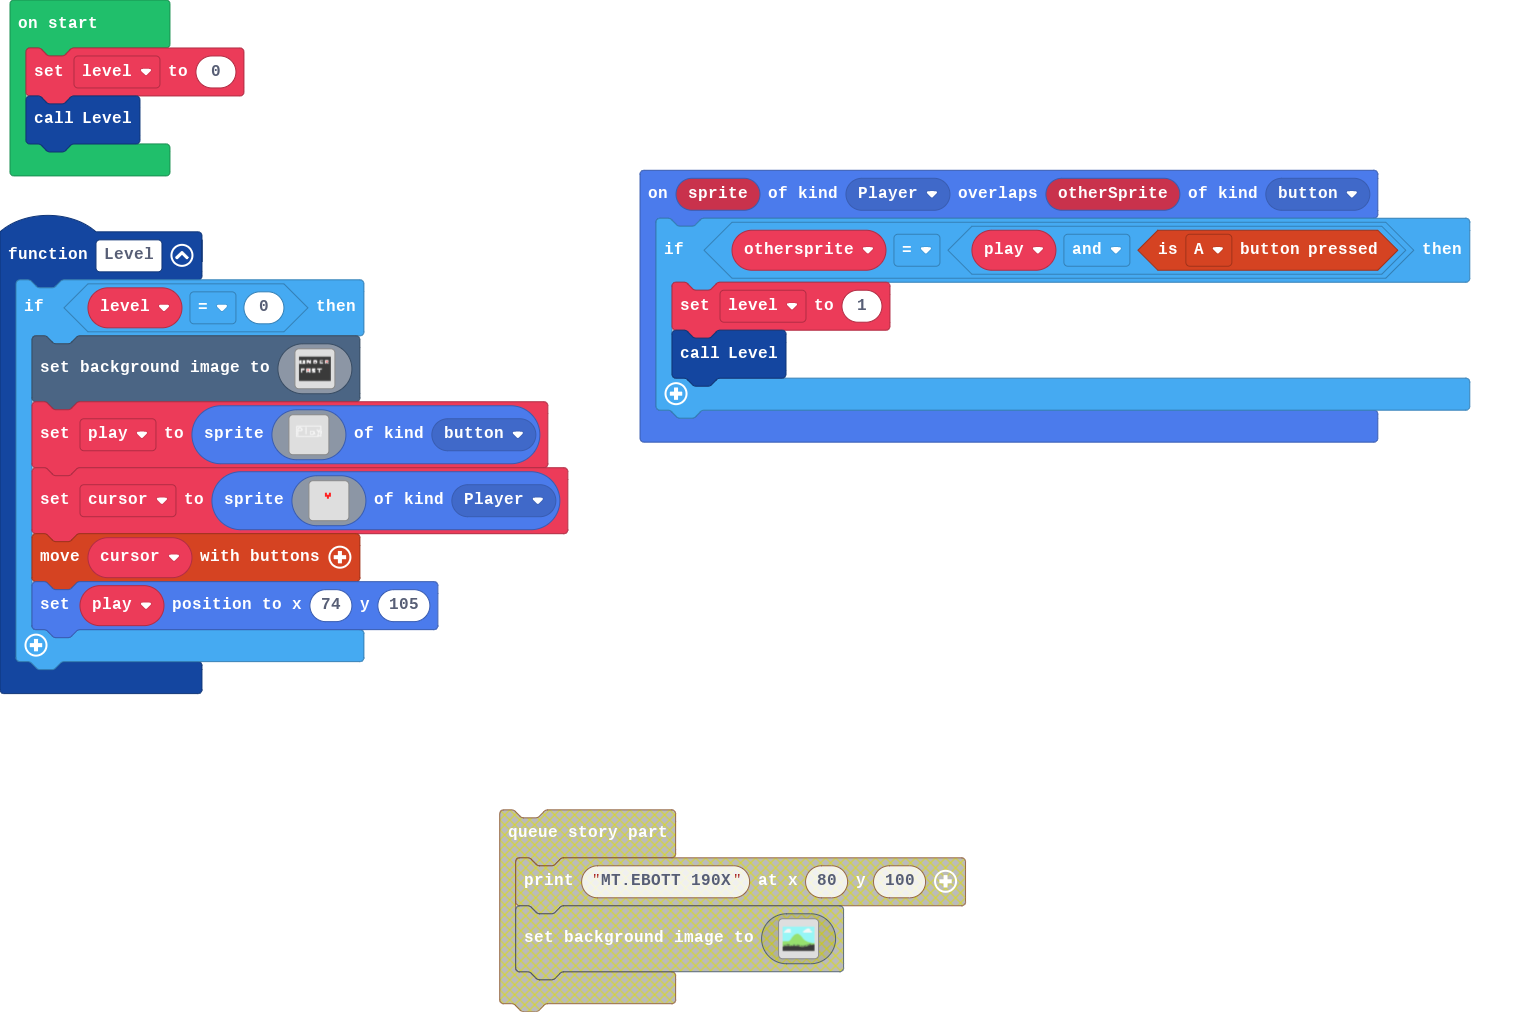 on start
set level to 0
call Level
function Level
if level = 0 then
set background image to
set play to sprite of kind button
set cursor to sprite of kind Player
move cursor with buttons
set play position to x 74 y 105
on sprite of kind Player overlaps otherSprite of kind button
if othersprite = play and is A button pressed then
set level to 1
call Level
queue story part
print "MT.EBOTT 190X" at x 80 y 100
set background image to